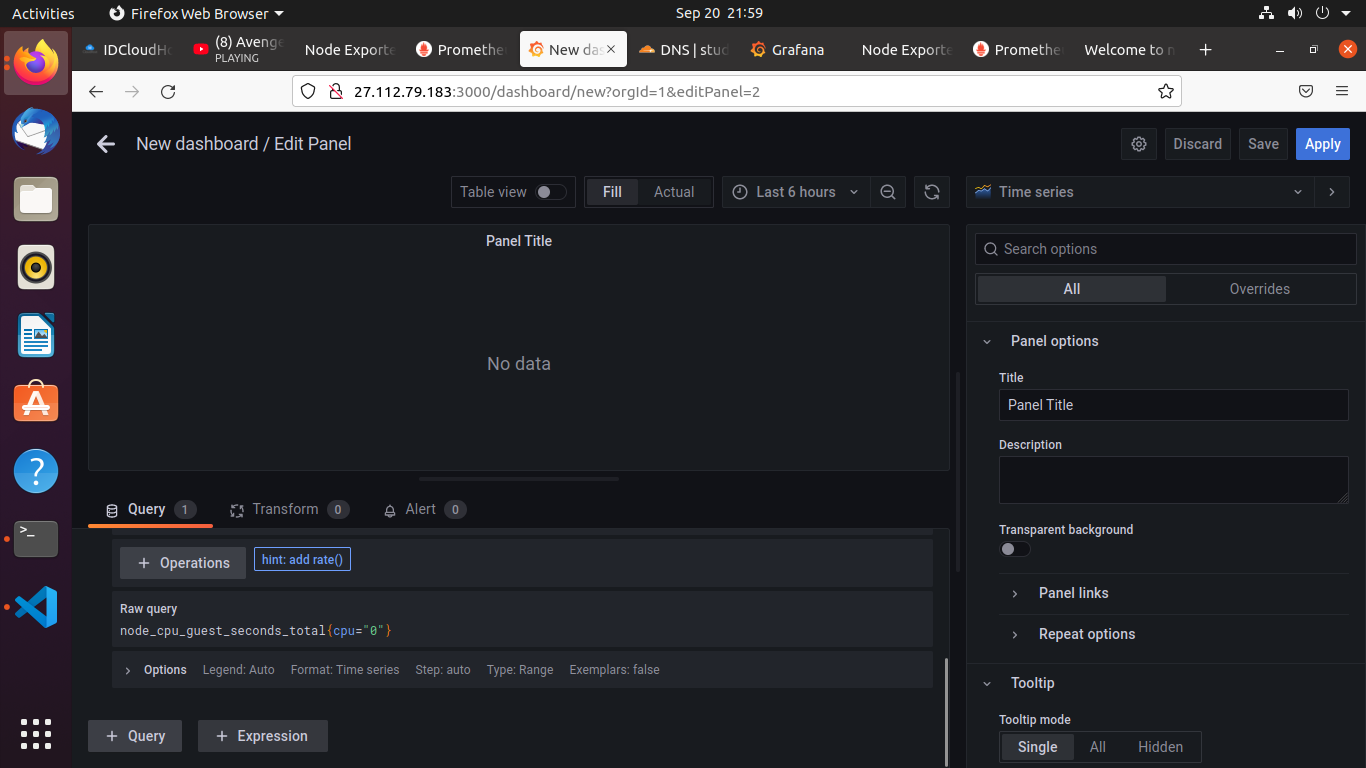 Activities Firefox Web Browser Sep 20 21:59
IDCloudHo (8) Avenge PLAYING Node Exporte Promethe New das DNS | stud Grafana Node Exporte Promethe Welcome to n
27.112.79.183:3000/dashboard/new?orgId=1&editPanel=2
New dashboard / Edit Panel Discard Save Apply
Table view Fill Actual Last 6 hours Time series
Panel Title
No data
Search options
All Overrides
Panel options
Title
Panel Title
Description
Transparent background
Panel links
Repeat options
Tooltip
Tooltip mode
Single All Hidden
Query 1 Transform 0 Alert 0
+ Operations hint: add rate()
Raw query
node_cpu_guest_seconds_total{cpu="0"}
Options Legend: Auto Format: Time series Step: auto Type: Range Exemplars: false
+ Query + Expression